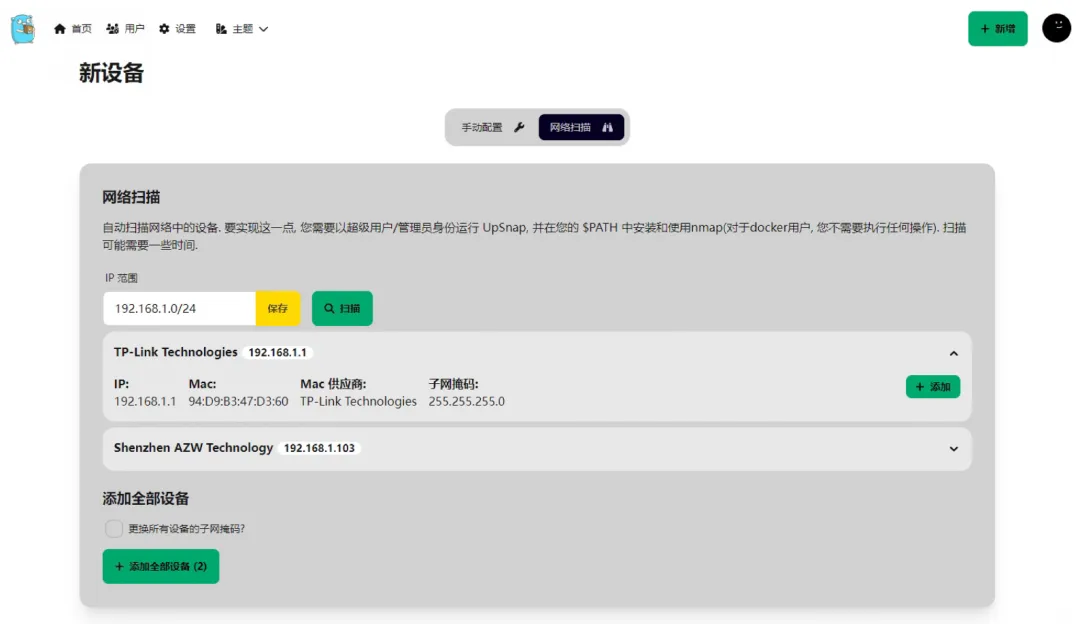 首页 用户 设置 主题 + 新增
新设备
手动配置 网络扫描
网络扫描
自动扫描网络中的设备. 要实现这一点, 您需要以超级用户/管理员身份运行 UpSnap, 并在您的 $PATH 中安装和使用nmap(对于docker用户, 您不需要执行任何操作). 扫描
可能需要一些时间.
IP 范围
192.168.1.0/24 保存 扫描
TP-Link Technologies 192.168.1.1
IP: Mac: Mac 供应商: 子网掩码:
192.168.1.1 94:D9:B3:47:D3:60 TP-Link Technologies 255.255.255.0 + 添加
Shenzhen AZW Technology 192.168.1.103
添加全部设备
更换所有设备的子网掩码?
+ 添加全部设备 (2)